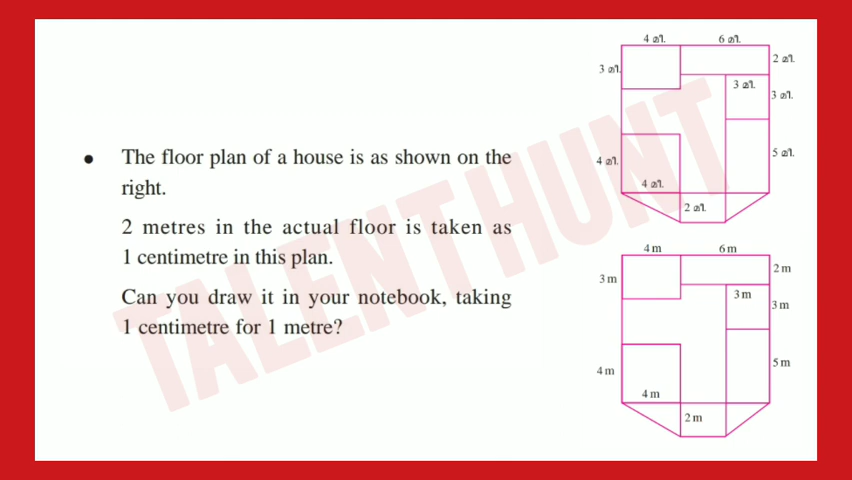 The floor plan of a house is as shown on the
right.
2 metres in the actual floor is taken as
1 centimetre in this plan.
Can you draw it in your notebook, taking
1 centimetre for 1 metre?
TALENT HUNT
4 മീ. 6 മീ.
3 മീ. 2 മീ.
3 മീ. 3 മീ.
4 മീ. 5 മീ.
4 മീ.
2 മീ.
4 m 6 m
3 m 2 m
3 m 3 m
4 m 5 m
4 m
2 m